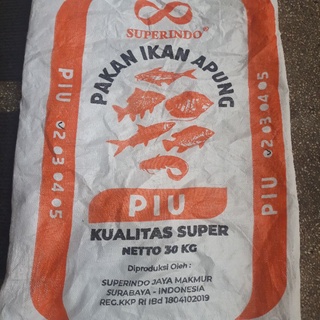 SUPERINDO®
PAKAN IKAN APUNG
PIU 2 3 4 5
PIU 2 3 4 5
PIU
KUALITAS SUPER
NETTO 30 KG
Diproduksi Oleh :
SUPERINDO JAYA MAKMUR
SURABAYA - INDONESIA
REG.KKP RI IBd 1804102019